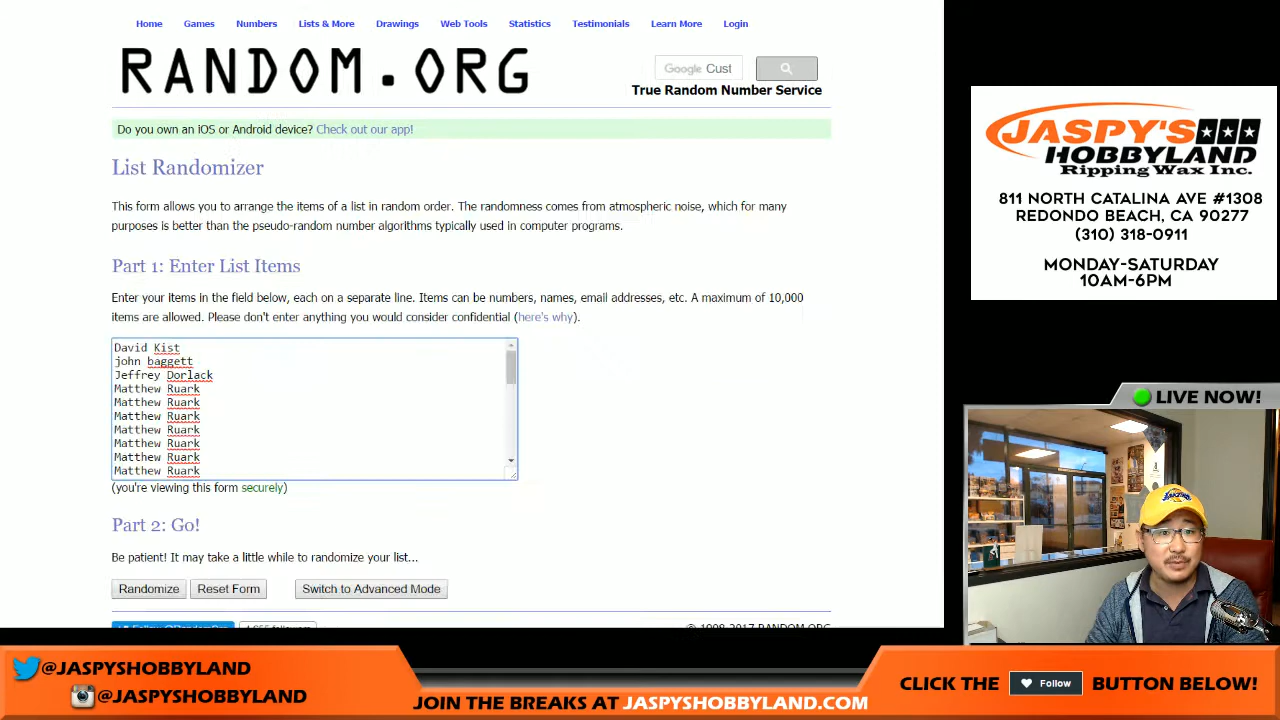 Home Games Numbers Lists & More Drawings Web Tools Statistics Testimonials Learn More Login
RANDOM.ORG
Google Cust
True Random Number Service
Do you own an iOS or Android device? Check out our app!
List Randomizer
This form allows you to arrange the items of a list in random order. The randomness comes from atmospheric noise, which for many
purposes is better than the pseudo-random number algorithms typically used in computer programs.
Part 1: Enter List Items
Enter your items in the field below, each on a separate line. Items can be numbers, names, email addresses, etc. A maximum of 10,000
items are allowed. Please don't enter anything you would consider confidential (here's why).
David Kist
john baggett
Jeffrey Dorlack
Matthew Ruark
Matthew Ruark
Matthew Ruark
Matthew Ruark
Matthew Ruark
Matthew Ruark
Matthew Ruark
(you're viewing this form securely)
Part 2: Go!
Be patient! It may take a little while to randomize your list...
Randomize Reset Form Switch to Advanced Mode
© 1998-2017 RANDOM.ORG
JASPY'S
HOBBYLAND
Ripping Wax Inc.
811 NORTH CATALINA AVE #1308
REDONDO BEACH, CA 90277
(310) 318-0911
MONDAY-SATURDAY
10AM-6PM
LIVE NOW!
@JASPYSHOBBYLAND
@JASPYSHOBBYLAND
JOIN THE BREAKS AT JASPYSHOBBYLAND.COM
CLICK THE Follow BUTTON BELOW!